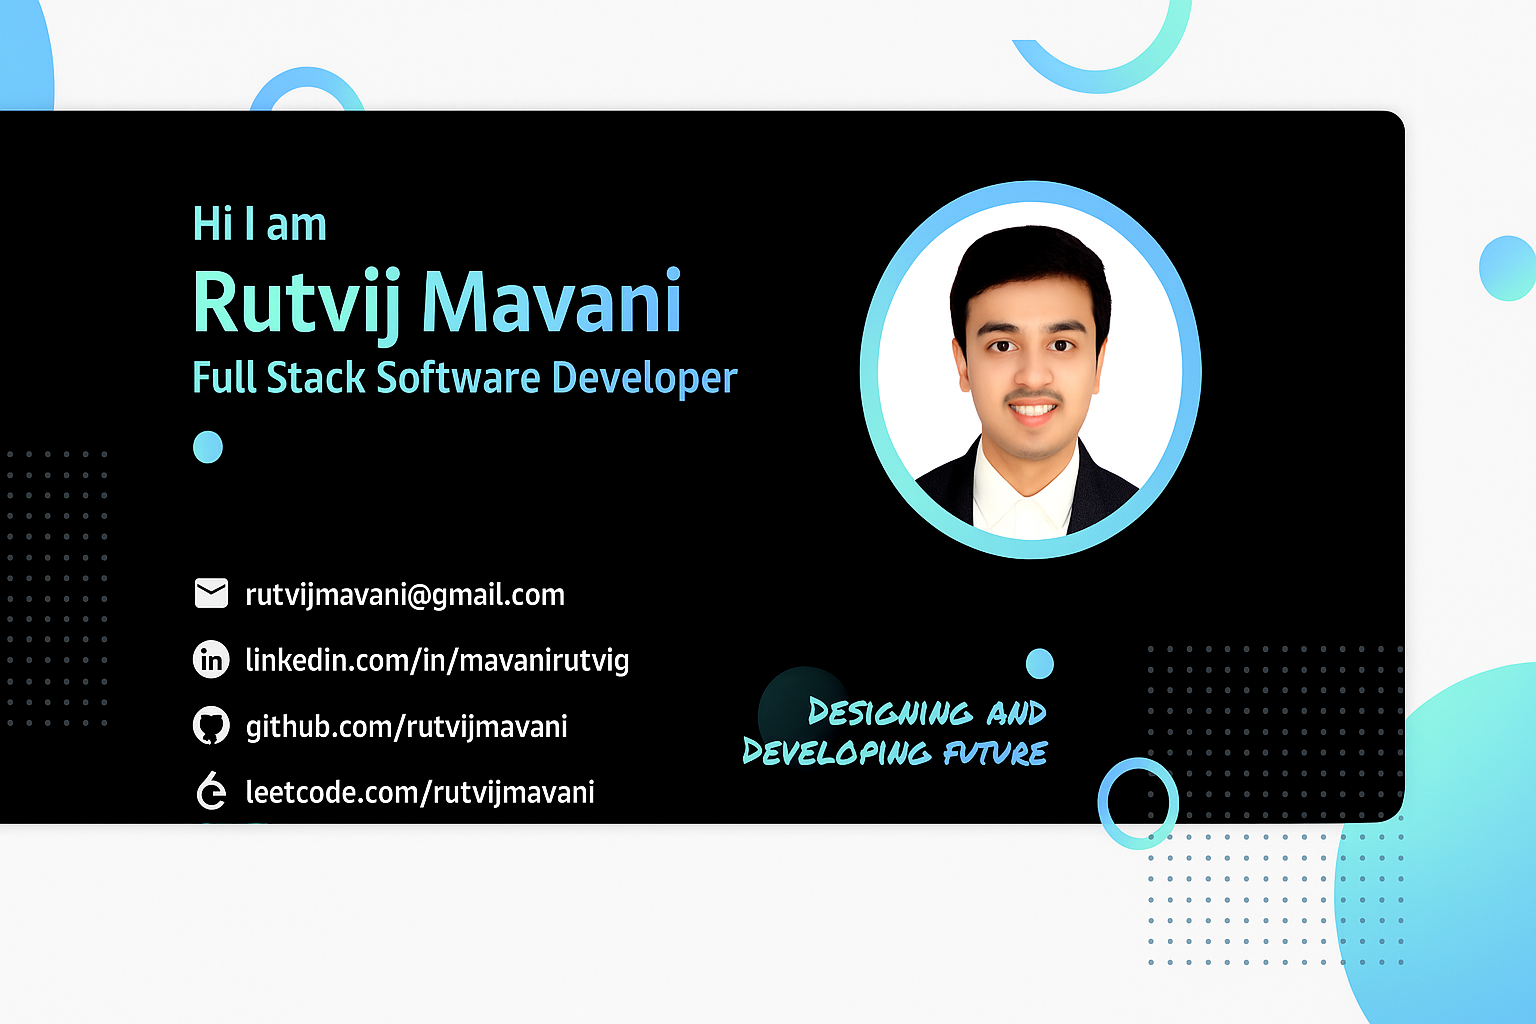 Hi I am
Rutvij Mavani
Full Stack Software Developer
rutvijmavani@gmail.com
linkedin.com/in/mavanirutvig
github.com/rutvijmavani
leetcode.com/rutvijmavani
DESIGNING AND
DEVELOPING FUTURE